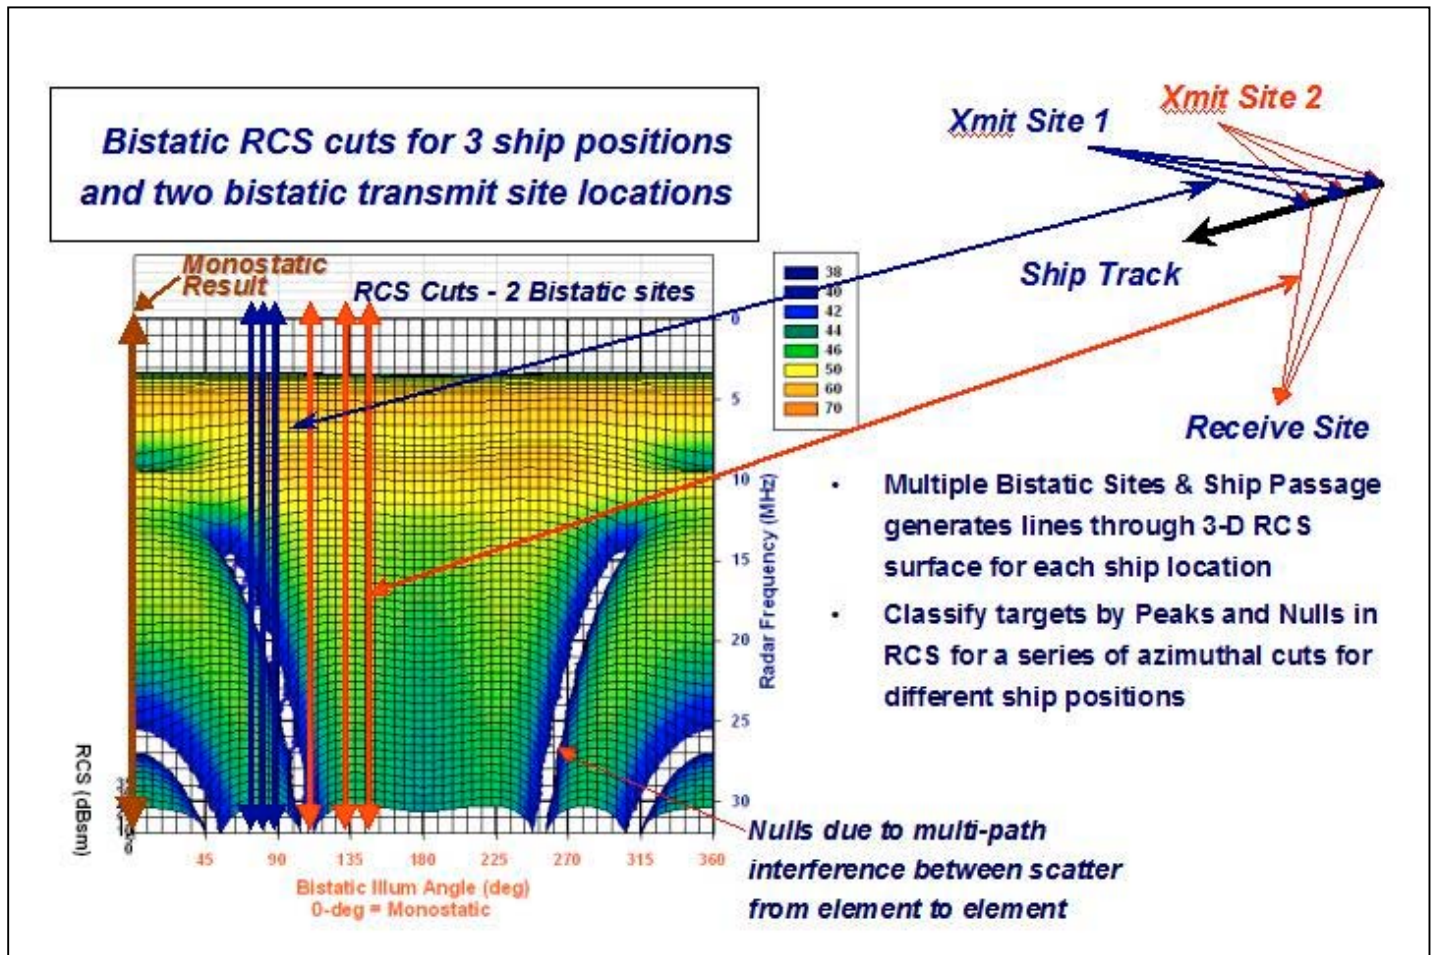 Bistatic RCS cuts for 3 ship positions
and two bistatic transmit site locations
Xmit Site 1
Xmit Site 2
Ship Track
Receive Site
Monostatic
Result
RCS Cuts - 2 Bistatic sites
38
40
42
44
46
50
60
70
0
5
10
15
20
25
30
Radar Frequency (MHz)
RCS (dBsm)
45
90
135
180
225
270
315
360
Bistatic Illum Angle (deg)
0-deg = Monostatic
• Multiple Bistatic Sites & Ship Passage
generates lines through 3-D RCS
surface for each ship location
• Classify targets by Peaks and Nulls in
RCS for a series of azimuthal cuts for
different ship positions
Nulls due to multi-path
interference between scatter
from element to element